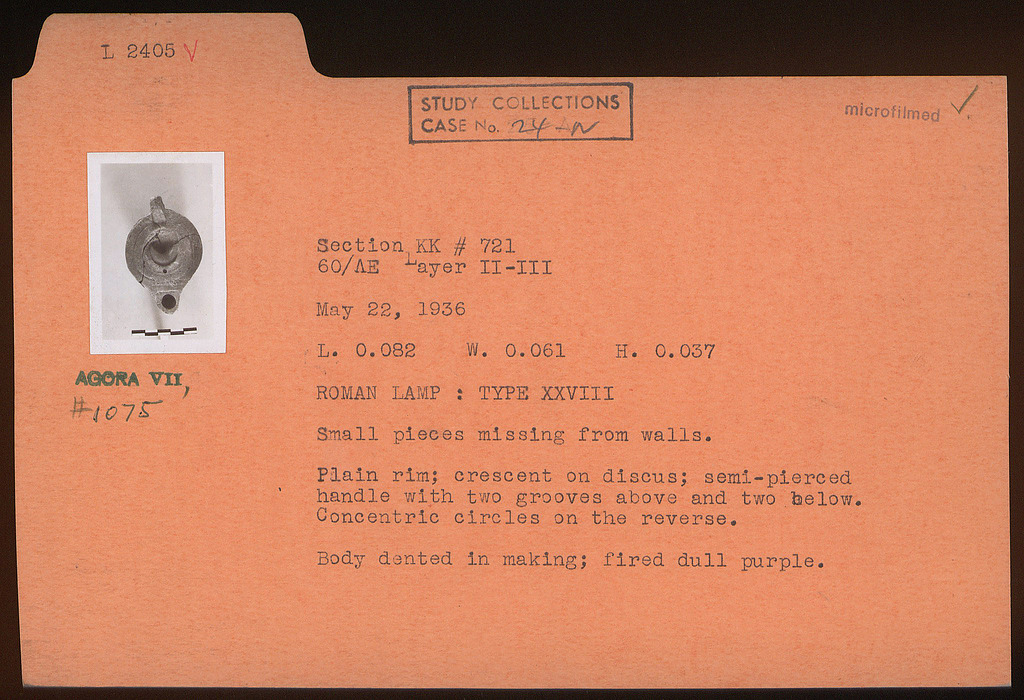 L 2405 √
STUDY COLLECTIONS
CASE No. 24
microfilmed ✓
Section KK # 721
60/ΛΕ Layer II-III
May 22, 1936
L. 0.082 W. 0.061 H. 0.037
AGORA VII,
#1075
ROMAN LAMP : TYPE XXVIII
Small pieces missing from walls.
Plain rim; crescent on discus; semi-pierced
handle with two grooves above and two below.
Concentric circles on the reverse.
Body dented in making; fired dull purple.